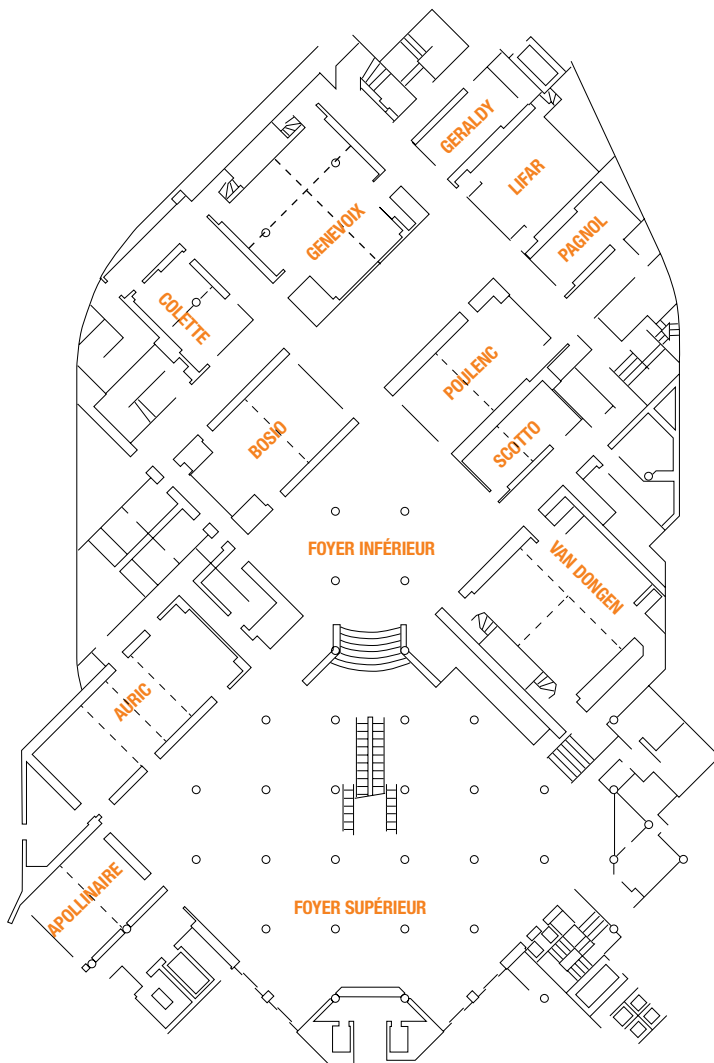 GERALDY
LIFAR
GENEVOIX
PAGNOL
COLETTE
POULENC
BOSIO
SCOTTO
FOYER INFÉRIEUR
VAN DONGEN
AURIC
APOLLINAIRE
FOYER SUPÉRIEUR